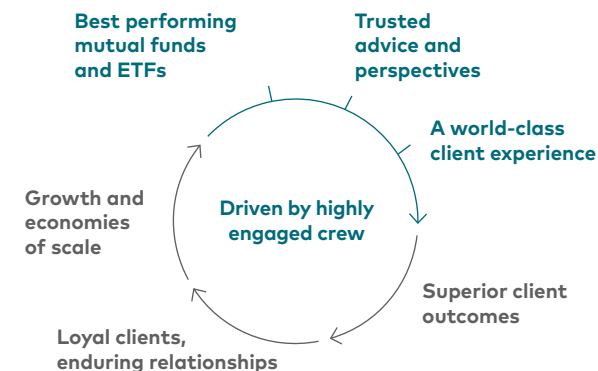 Best performing
mutual funds
and ETFs
Trusted
advice and
perspectives
A world-class
client experience
Driven by highly
engaged crew
Superior client
outcomes
Loyal clients,
enduring relationships
Growth and
economies
of scale